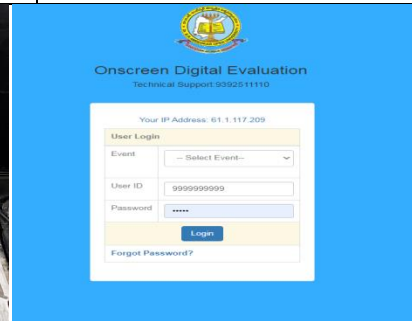 Onscreen Digital Evaluation
Technical Support:9392511110
Your IP Address: 61.1.117.209
User Login
Event
-- Select Event--
User ID
9999999999
Password
•••••
Login
Forgot Password?